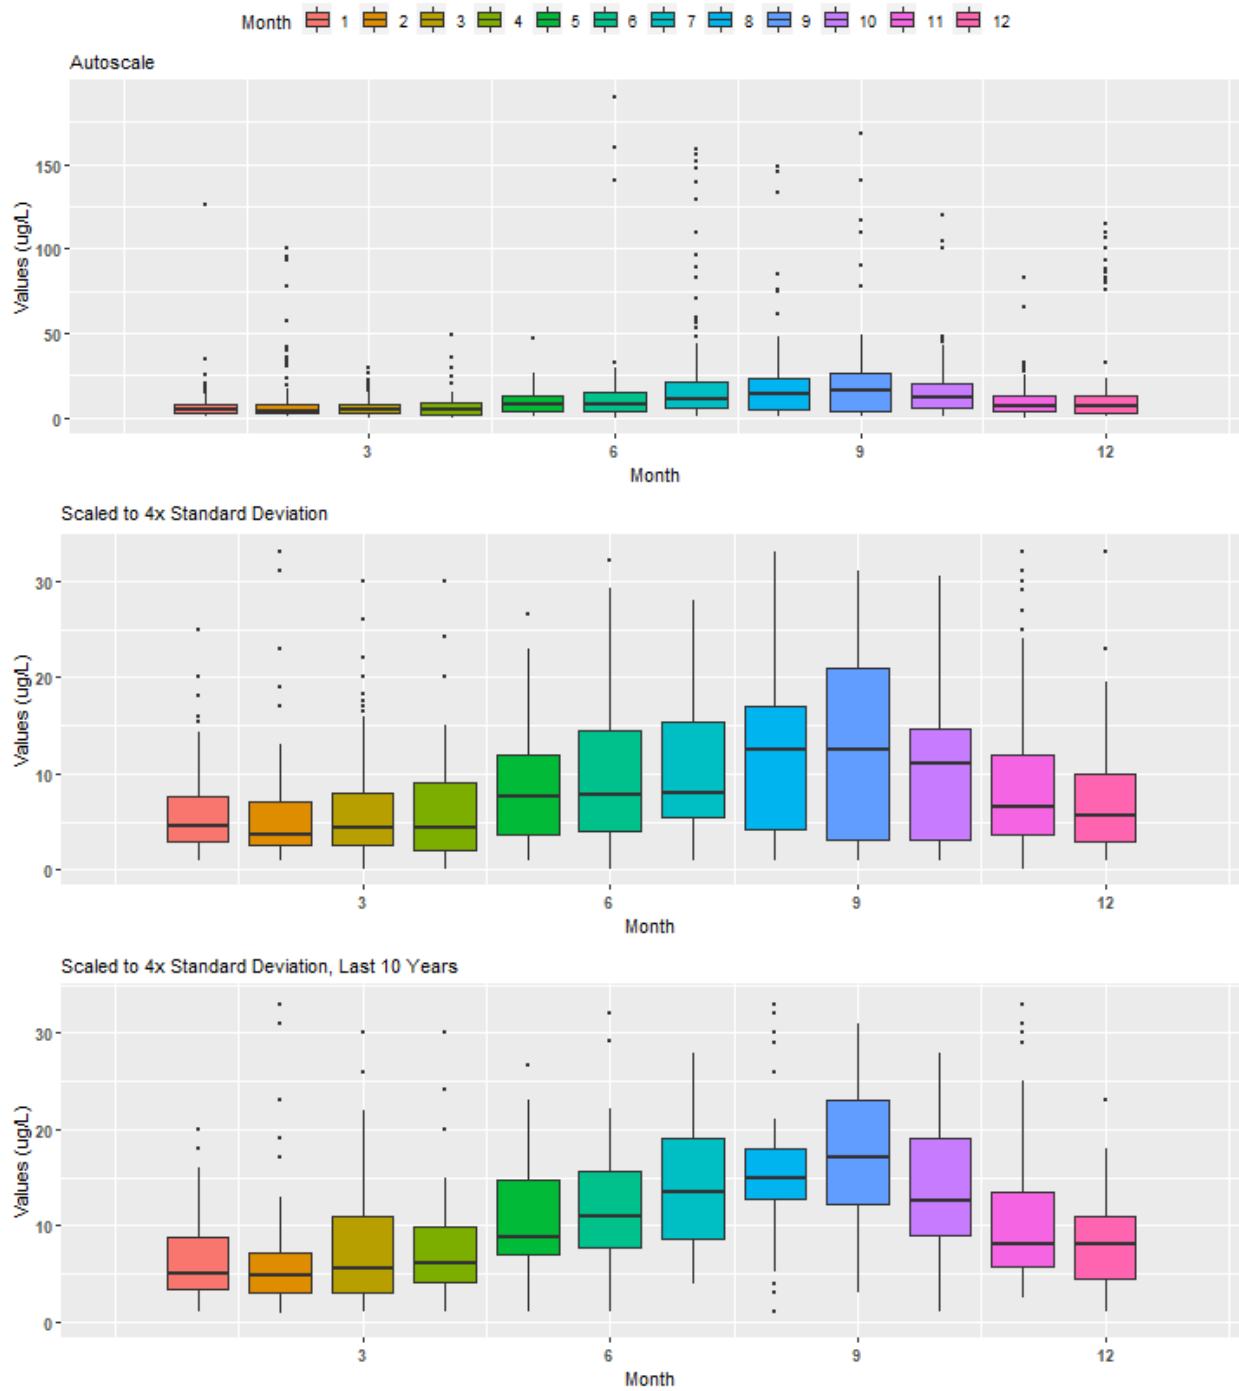 Month 1 2 3 4 5 6 7 8 9 10 11 12
Autoscale
Values (ug/L)
150
100
50
0
3 6 9 12
Month
Scaled to 4x Standard Deviation
Values (ug/L)
30
20
10
0
3 6 9 12
Month
Scaled to 4x Standard Deviation, Last 10 Years
Values (ug/L)
30
20
10
0
3 6 9 12
Month